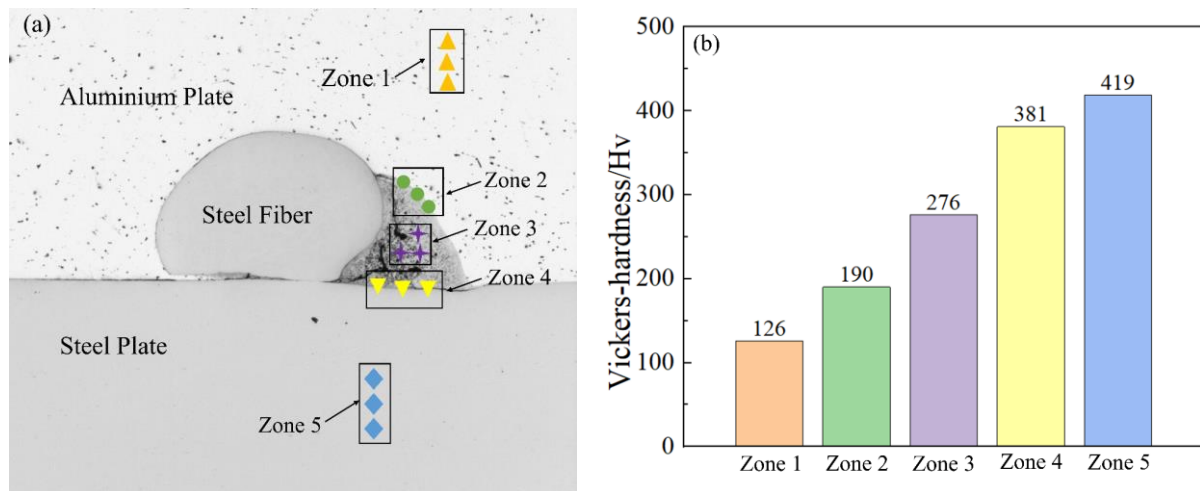 (a)
Zone 1
Aluminium Plate
Zone 2
Steel Fiber
Zone 3
Zone 4
Steel Plate
Zone 5
(b)
Vickers-hardness/Hv
500
400
300
200
100
0
126
190
276
381
419
Zone 1 Zone 2 Zone 3 Zone 4 Zone 5